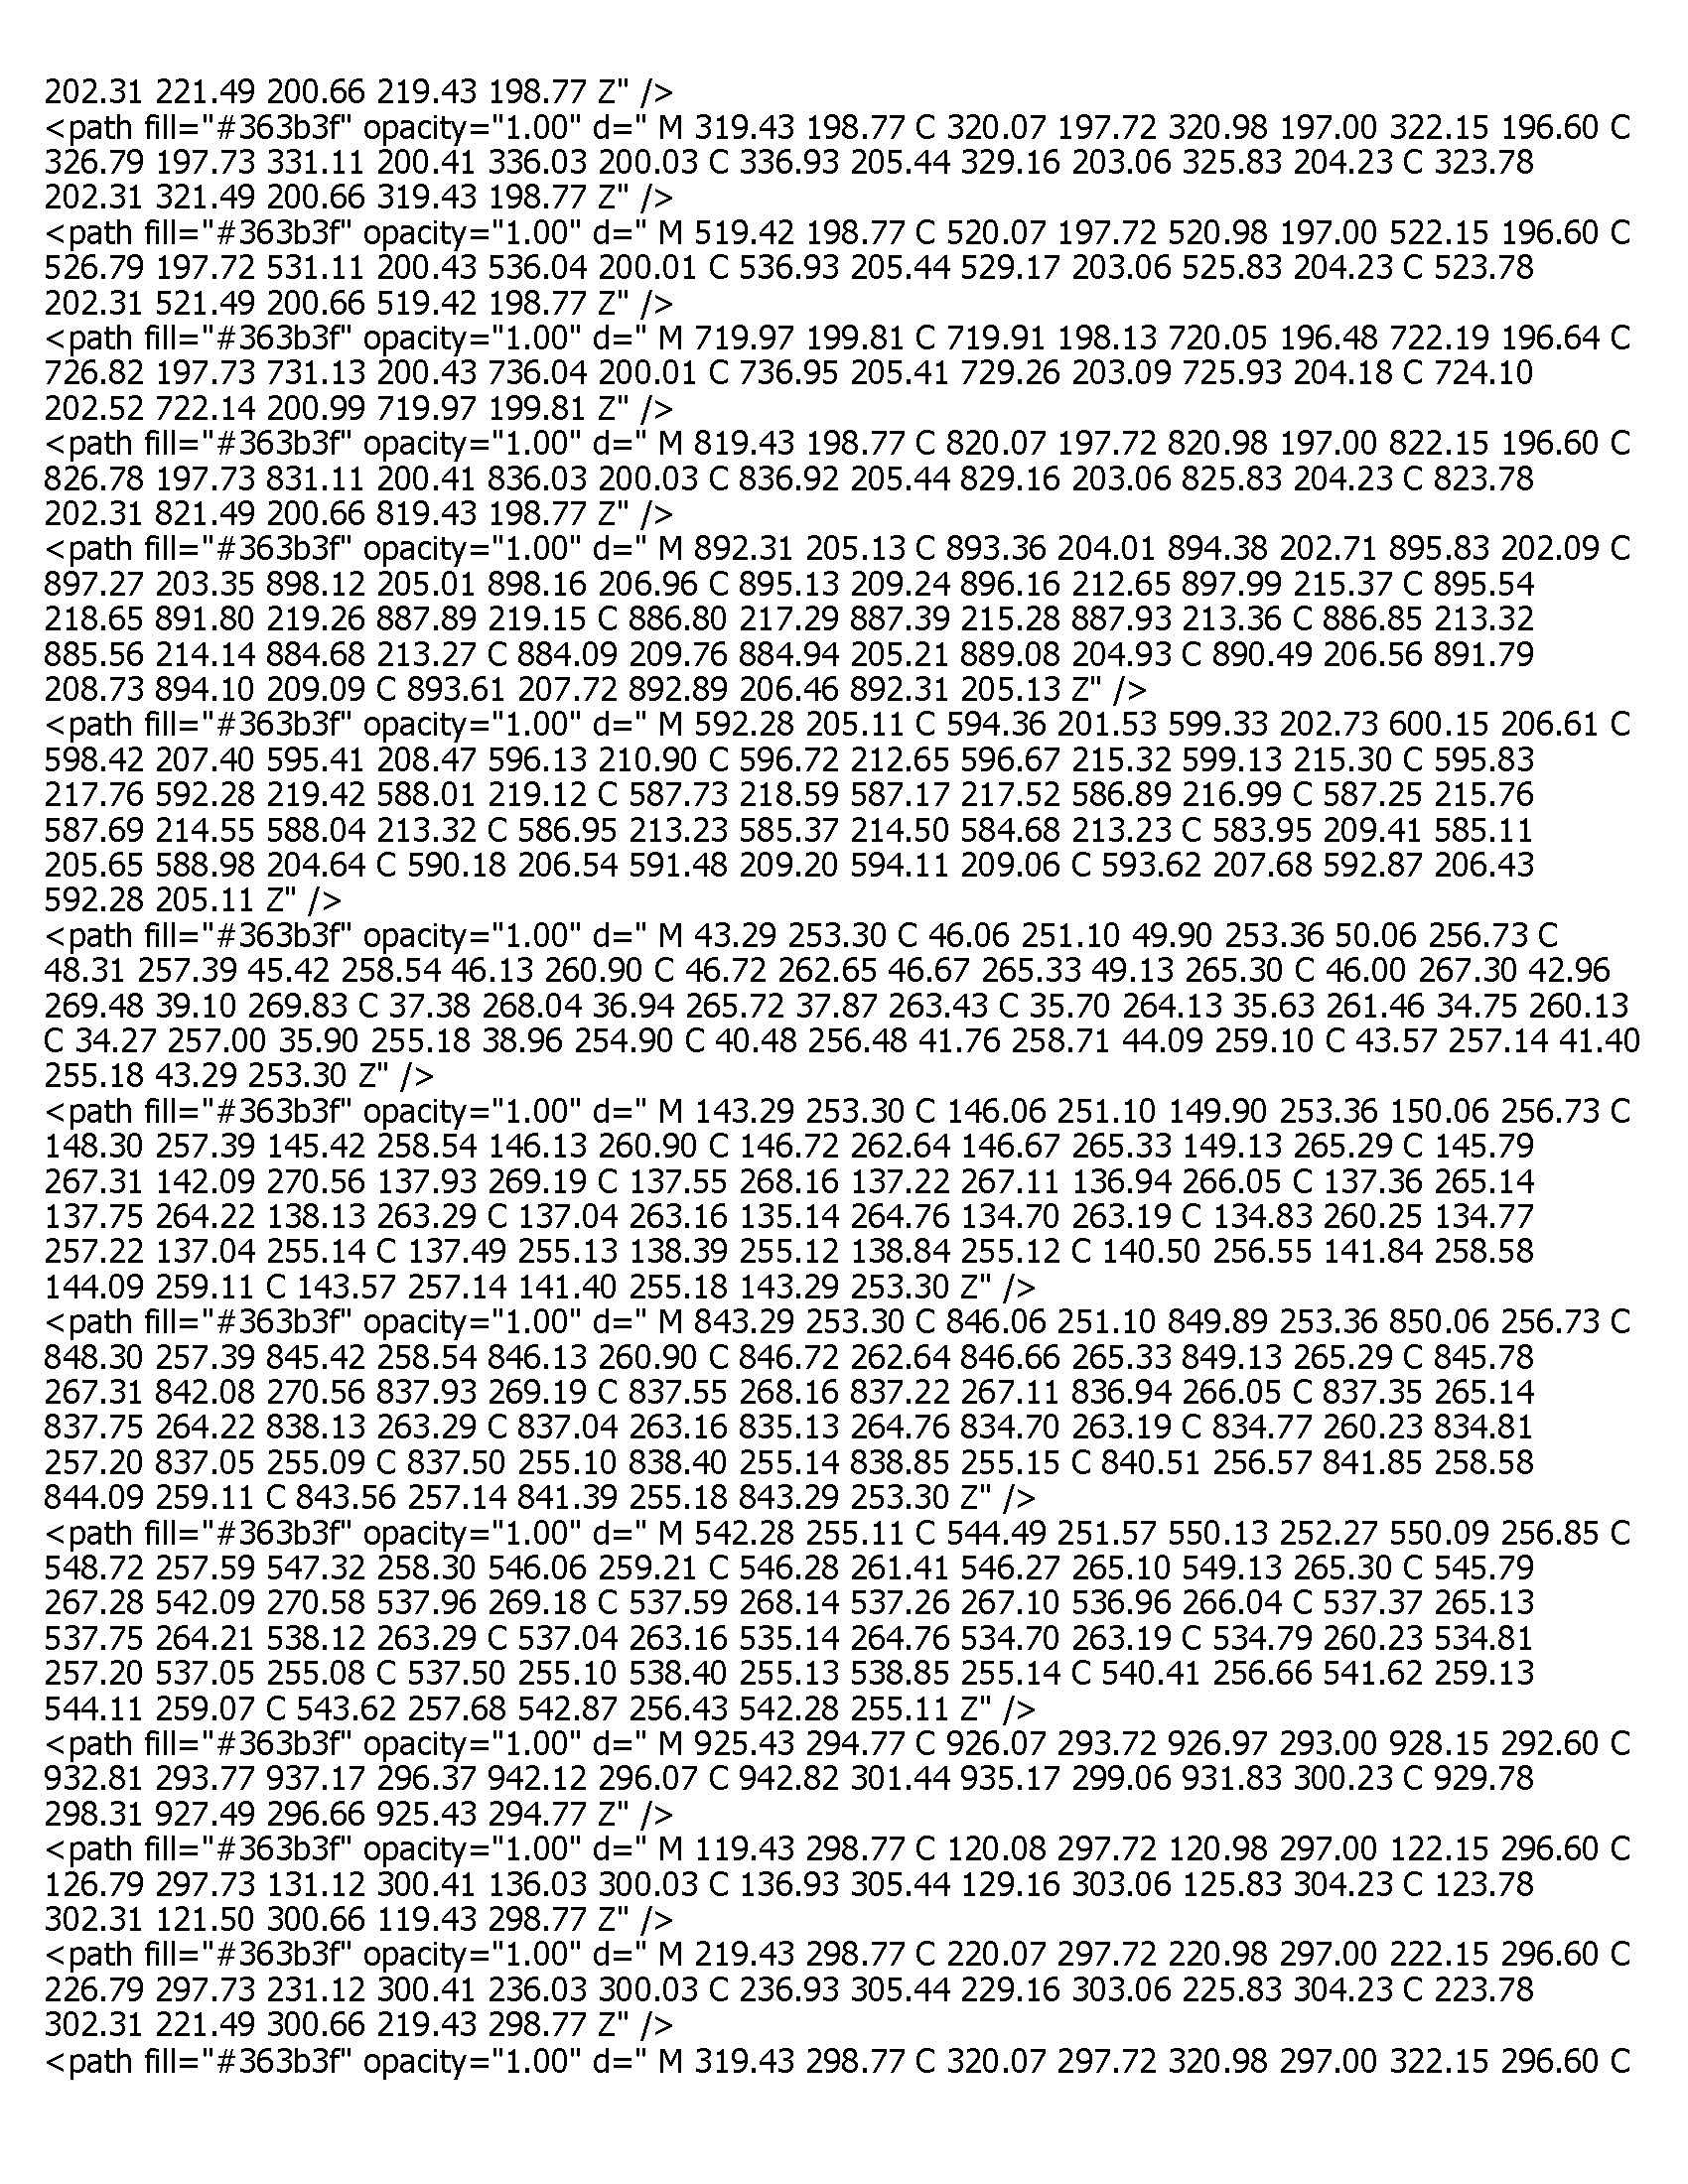 202.31 221.49 200.66 219.43 198.77 Z" />
<path fill="#363b3f" opacity="1.00" d=" M 319.43 198.77 C 320.07 197.72 320.98 197.00 322.15 196.60 C
326.79 197.73 331.11 200.41 336.03 200.03 C 336.93 205.44 329.16 203.06 325.83 204.23 C 323.78
202.31 321.49 200.66 319.43 198.77 Z" />
<path fill="#363b3f" opacity="1.00" d=" M 519.42 198.77 C 520.07 197.72 520.98 197.00 522.15 196.60 C
526.79 197.72 531.11 200.43 536.04 200.01 C 536.93 205.44 529.17 203.06 525.83 204.23 C 523.78
202.31 521.49 200.66 519.42 198.77 Z" />
<path fill="#363b3f" opacity="1.00" d=" M 719.97 199.81 C 719.91 198.13 720.05 196.48 722.19 196.64 C
726.82 197.73 731.13 200.43 736.04 200.01 C 736.95 205.41 729.26 203.09 725.93 204.18 C 724.10
202.52 722.14 200.99 719.97 199.81 Z" />
<path fill="#363b3f" opacity="1.00" d=" M 819.43 198.77 C 820.07 197.72 820.98 197.00 822.15 196.60 C
826.78 197.73 831.11 200.41 836.03 200.03 C 836.92 205.44 829.16 203.06 825.83 204.23 C 823.78
202.31 821.49 200.66 819.43 198.77 Z" />
<path fill="#363b3f" opacity="1.00" d=" M 892.31 205.13 C 893.36 204.01 894.38 202.71 895.83 202.09 C
897.27 203.35 898.12 205.01 898.16 206.96 C 895.13 209.24 896.16 212.65 897.99 215.37 C 895.54
218.65 891.80 219.26 887.89 219.15 C 886.80 217.29 887.39 215.28 887.93 213.36 C 886.85 213.32
885.56 214.14 884.68 213.27 C 884.09 209.76 884.94 205.21 889.08 204.93 C 890.49 206.56 891.79
208.73 894.10 209.09 C 893.61 207.72 892.89 206.46 892.31 205.13 Z" />
<path fill="#363b3f" opacity="1.00" d=" M 592.28 205.11 C 594.36 201.53 599.33 202.73 600.15 206.61 C
598.42 207.40 595.41 208.47 596.13 210.90 C 596.72 212.65 596.67 215.32 599.13 215.30 C 595.83
217.76 592.28 219.42 588.01 219.12 C 587.73 218.59 587.17 217.52 586.89 216.99 C 587.25 215.76
587.69 214.55 588.04 213.32 C 586.95 213.23 585.37 214.50 584.68 213.23 C 583.95 209.41 585.11
205.65 588.98 204.64 C 590.18 206.54 591.48 209.20 594.11 209.06 C 593.62 207.68 592.87 206.43
592.28 205.11 Z" />
<path fill="#363b3f" opacity="1.00" d=" M 43.29 253.30 C 46.06 251.10 49.90 253.36 50.06 256.73 C
48.31 257.39 45.42 258.54 46.13 260.90 C 46.72 262.65 46.67 265.33 49.13 265.30 C 46.00 267.30 42.96
269.48 39.10 269.83 C 37.38 268.04 36.94 265.72 37.87 263.43 C 35.70 264.13 35.63 261.46 34.75 260.13
C 34.27 257.00 35.90 255.18 38.96 254.90 C 40.48 256.48 41.76 258.71 44.09 259.10 C 43.57 257.14 41.40
255.18 43.29 253.30 Z" />
<path fill="#363b3f" opacity="1.00" d=" M 143.29 253.30 C 146.06 251.10 149.90 253.36 150.06 256.73 C
148.30 257.39 145.42 258.54 146.13 260.90 C 146.72 262.64 146.67 265.33 149.13 265.29 C 145.79
267.31 142.09 270.56 137.93 269.19 C 137.55 268.16 137.22 267.11 136.94 266.05 C 137.36 265.14
137.75 264.22 138.13 263.29 C 137.04 263.16 135.14 264.76 134.70 263.19 C 134.83 260.25 134.77
257.22 137.04 255.14 C 137.49 255.13 138.39 255.12 138.84 255.12 C 140.50 256.55 141.84 258.58
144.09 259.11 C 143.57 257.14 141.40 255.18 143.29 253.30 Z" />
<path fill="#363b3f" opacity="1.00" d=" M 843.29 253.30 C 846.06 251.10 849.89 253.36 850.06 256.73 C
848.30 257.39 845.42 258.54 846.13 260.90 C 846.72 262.64 846.66 265.33 849.13 265.29 C 845.78
267.31 842.08 270.56 837.93 269.19 C 837.55 268.16 837.22 267.11 836.94 266.05 C 837.35 265.14
837.75 264.22 838.13 263.29 C 837.04 263.16 835.13 264.76 834.70 263.19 C 834.77 260.23 834.81
257.20 837.05 255.09 C 837.50 255.10 838.40 255.14 838.85 255.15 C 840.51 256.57 841.85 258.58
844.09 259.11 C 843.56 257.14 841.39 255.18 843.29 253.30 Z" />
<path fill="#363b3f" opacity="1.00" d=" M 542.28 255.11 C 544.49 251.57 550.13 252.27 550.09 256.85 C
548.72 257.59 547.32 258.30 546.06 259.21 C 546.28 261.41 546.27 265.10 549.13 265.30 C 545.79
267.28 542.09 270.58 537.96 269.18 C 537.59 268.14 537.26 267.10 536.96 266.04 C 537.37 265.13
537.75 264.21 538.12 263.29 C 537.04 263.16 535.14 264.76 534.70 263.19 C 534.79 260.23 534.81
257.20 537.05 255.08 C 537.50 255.10 538.40 255.13 538.85 255.14 C 540.41 256.66 541.62 259.13
544.11 259.07 C 543.62 257.68 542.87 256.43 542.28 255.11 Z" />
<path fill="#363b3f" opacity="1.00" d=" M 925.43 294.77 C 926.07 293.72 926.97 293.00 928.15 292.60 C
932.81 293.77 937.17 296.37 942.12 296.07 C 942.82 301.44 935.17 299.06 931.83 300.23 C 929.78
298.31 927.49 296.66 925.43 294.77 Z" />
<path fill="#363b3f" opacity="1.00" d=" M 119.43 298.77 C 120.08 297.72 120.98 297.00 122.15 296.60 C
126.79 297.73 131.12 300.41 136.03 300.03 C 136.93 305.44 129.16 303.06 125.83 304.23 C 123.78
302.31 121.50 300.66 119.43 298.77 Z" />
<path fill="#363b3f" opacity="1.00" d=" M 219.43 298.77 C 220.07 297.72 220.98 297.00 222.15 296.60 C
226.79 297.73 231.12 300.41 236.03 300.03 C 236.93 305.44 229.16 303.06 225.83 304.23 C 223.78
302.31 221.49 300.66 219.43 298.77 Z" />
<path fill="#363b3f" opacity="1.00" d=" M 319.43 298.77 C 320.07 297.72 320.98 297.00 322.15 296.60 C